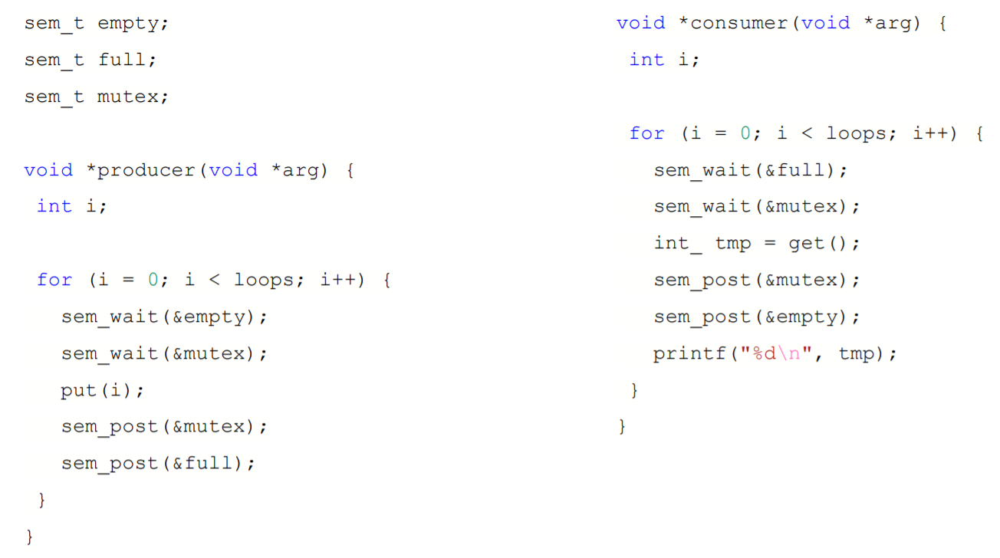 sem_t empty;
sem_t full;
sem_t mutex;
void *producer(void *arg) {
int i;
for (i = 0; i < loops; i++) {
sem_wait(&empty);
sem_wait(&mutex);
put(i);
sem_post(&mutex);
sem_post(&full);
}
}
void *consumer(void *arg) {
int i;
for (i = 0; i < loops; i++) {
sem_wait(&full);
sem_wait(&mutex);
int_ tmp = get();
sem_post(&mutex);
sem_post(&empty);
printf("%d\n", tmp);
}
}